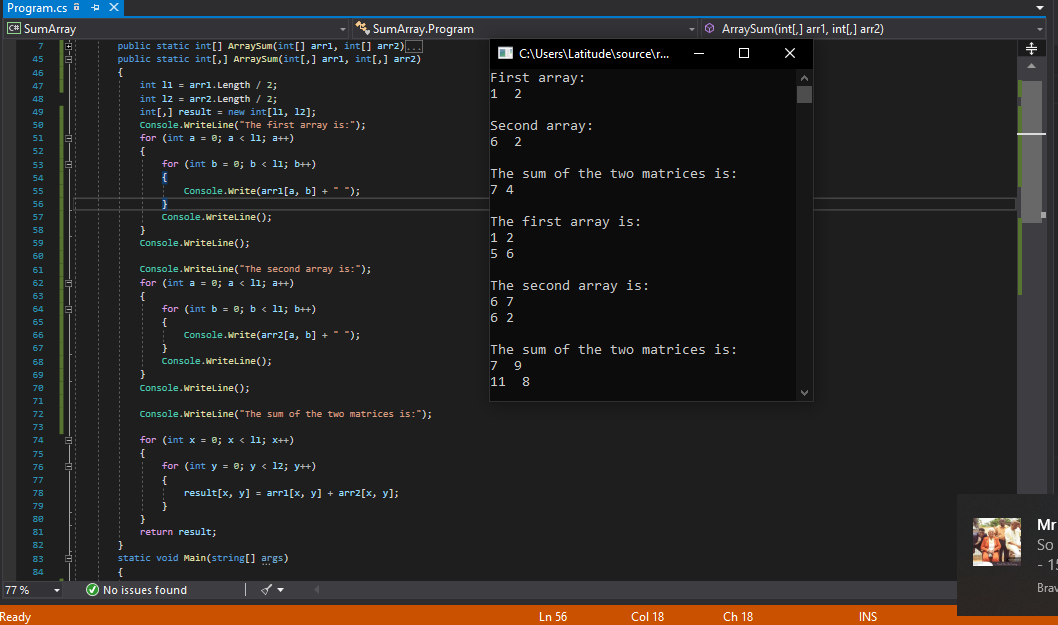 Program.cs
SumArray
SumArray.Program
ArraySum(int[,] arr1, int[,] arr2)
7 public static int[] ArraySum(int[] arr1, int[] arr2)...
45 public static int[,] ArraySum(int[,] arr1, int[,] arr2)
46 {
47 int l1 = arr1.Length / 2;
48 int l2 = arr2.Length / 2;
49 int[,] result = new int[l1, l2];
50 Console.WriteLine("The first array is:");
51 for (int a = 0; a < l1; a++)
52 {
53 for (int b = 0; b < l1; b++)
54 {
55 Console.Write(arr1[a, b] + " ");
56 }
57 Console.WriteLine();
58 }
59 Console.WriteLine();
60
61 Console.WriteLine("The second array is:");
62 for (int a = 0; a < l1; a++)
63 {
64 for (int b = 0; b < l1; b++)
65 {
66 Console.Write(arr2[a, b] + " ");
67 }
68 Console.WriteLine();
69 }
70 Console.WriteLine();
71
72 Console.WriteLine("The sum of the two matrices is:");
73
74 for (int x = 0; x < l1; x++)
75 {
76 for (int y = 0; y < l2; y++)
77 {
78 result[x, y] = arr1[x, y] + arr2[x, y];
79 }
80 }
81 return result;
82 }
83 static void Main(string[] args)
84 {
C:\Users\Latitude\source\r...
First array:
1  2
Second array:
6  2
The sum of the two matrices is:
7 4
The first array is:
1 2
5 6
The second array is:
6 7
6 2
The sum of the two matrices is:
7  9
11  8
Mr
So
- 15
Brav
77 %
No issues found
Ready
Ln 56
Col 18
Ch 18
INS